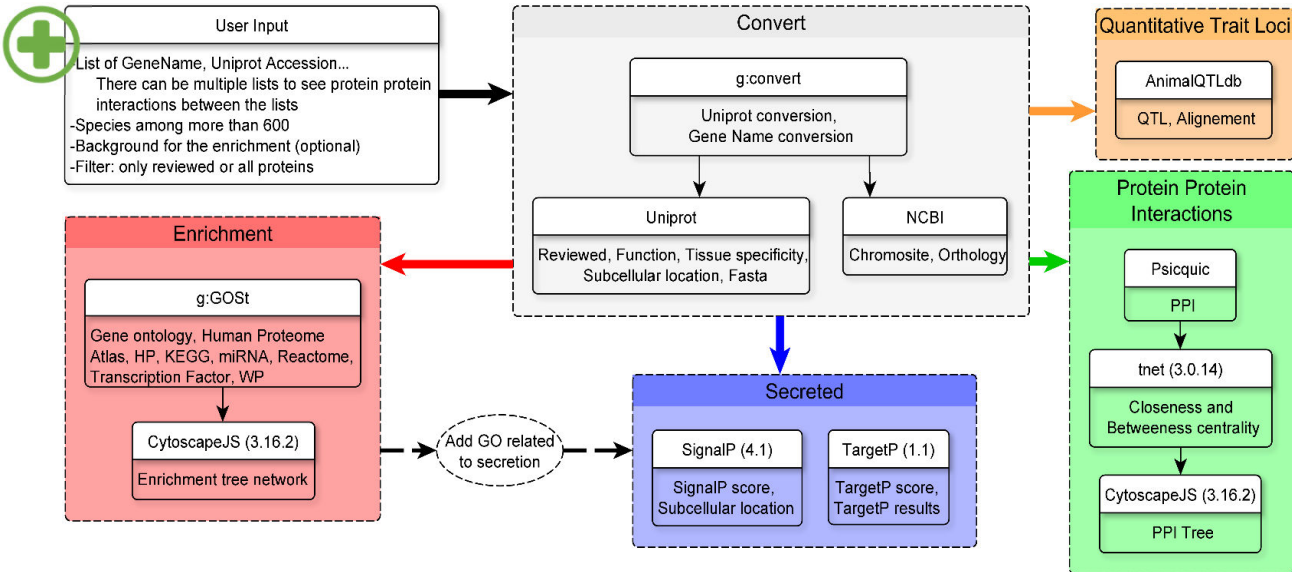 User Input
-List of GeneName, Uniprot Accession...
There can be multiple lists to see protein protein
interactions between the lists
-Species among more than 600
-Background for the enrichment (optional)
-Filter: only reviewed or all proteins
Convert
g:convert
Uniprot conversion,
Gene Name conversion
Uniprot
Reviewed, Function, Tissue specificity,
Subcellular location, Fasta
NCBI
Chromosite, Orthology
Quantitative Trait Loci
AnimalQTLdb
QTL, Alignement
Protein Protein
Interactions
Psicquic
PPI
tnet (3.0.14)
Closeness and
Betweeness centrality
CytoscapeJS (3.16.2)
PPI Tree
Enrichment
g:GOSt
Gene ontology, Human Proteome
Atlas, HP, KEGG, miRNA, Reactome,
Transcription Factor, WP
CytoscapeJS (3.16.2)
Enrichment tree network
Add GO related
to secretion
Secreted
SignalP (4.1)
SignalP score,
Subcellular location
TargetP (1.1)
TargetP score,
TargetP results